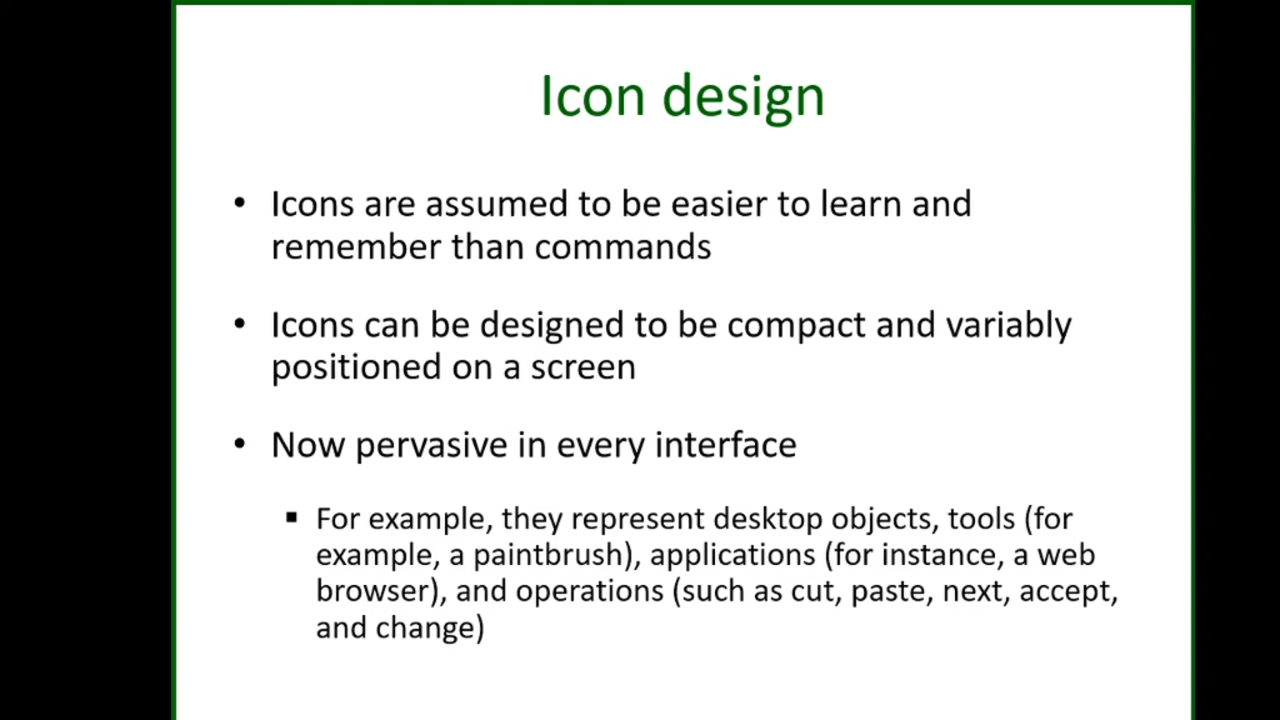 Icon design
• Icons are assumed to be easier to learn and
remember than commands
• Icons can be designed to be compact and variably
positioned on a screen
• Now pervasive in every interface
▪ For example, they represent desktop objects, tools (for
example, a paintbrush), applications (for instance, a web
browser), and operations (such as cut, paste, next, accept,
and change)